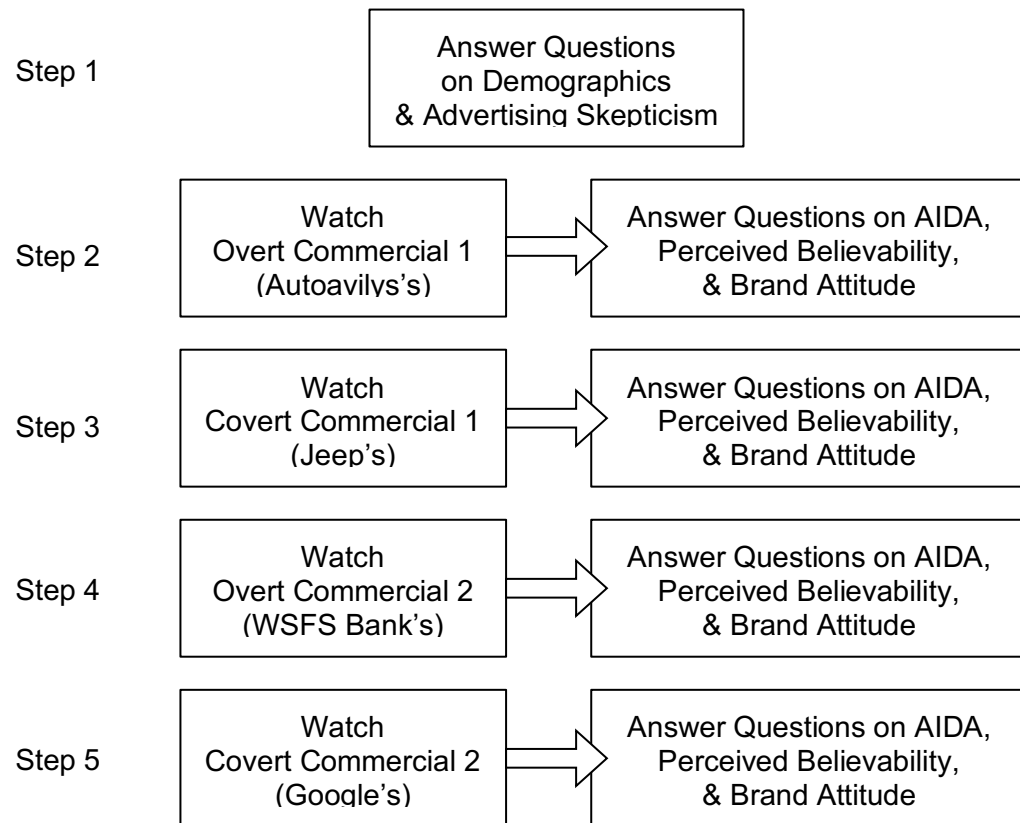 Step 1
Answer Questions
on Demographics
& Advertising Skepticism
Step 2
Watch
Overt Commercial 1
(Autoavilys's)
Answer Questions on AIDA,
Perceived Believability,
& Brand Attitude
Step 3
Watch
Covert Commercial 1
(Jeep's)
Answer Questions on AIDA,
Perceived Believability,
& Brand Attitude
Step 4
Watch
Overt Commercial 2
(WSFS Bank's)
Answer Questions on AIDA,
Perceived Believability,
& Brand Attitude
Step 5
Watch
Covert Commercial 2
(Google's)
Answer Questions on AIDA,
Perceived Believability,
& Brand Attitude